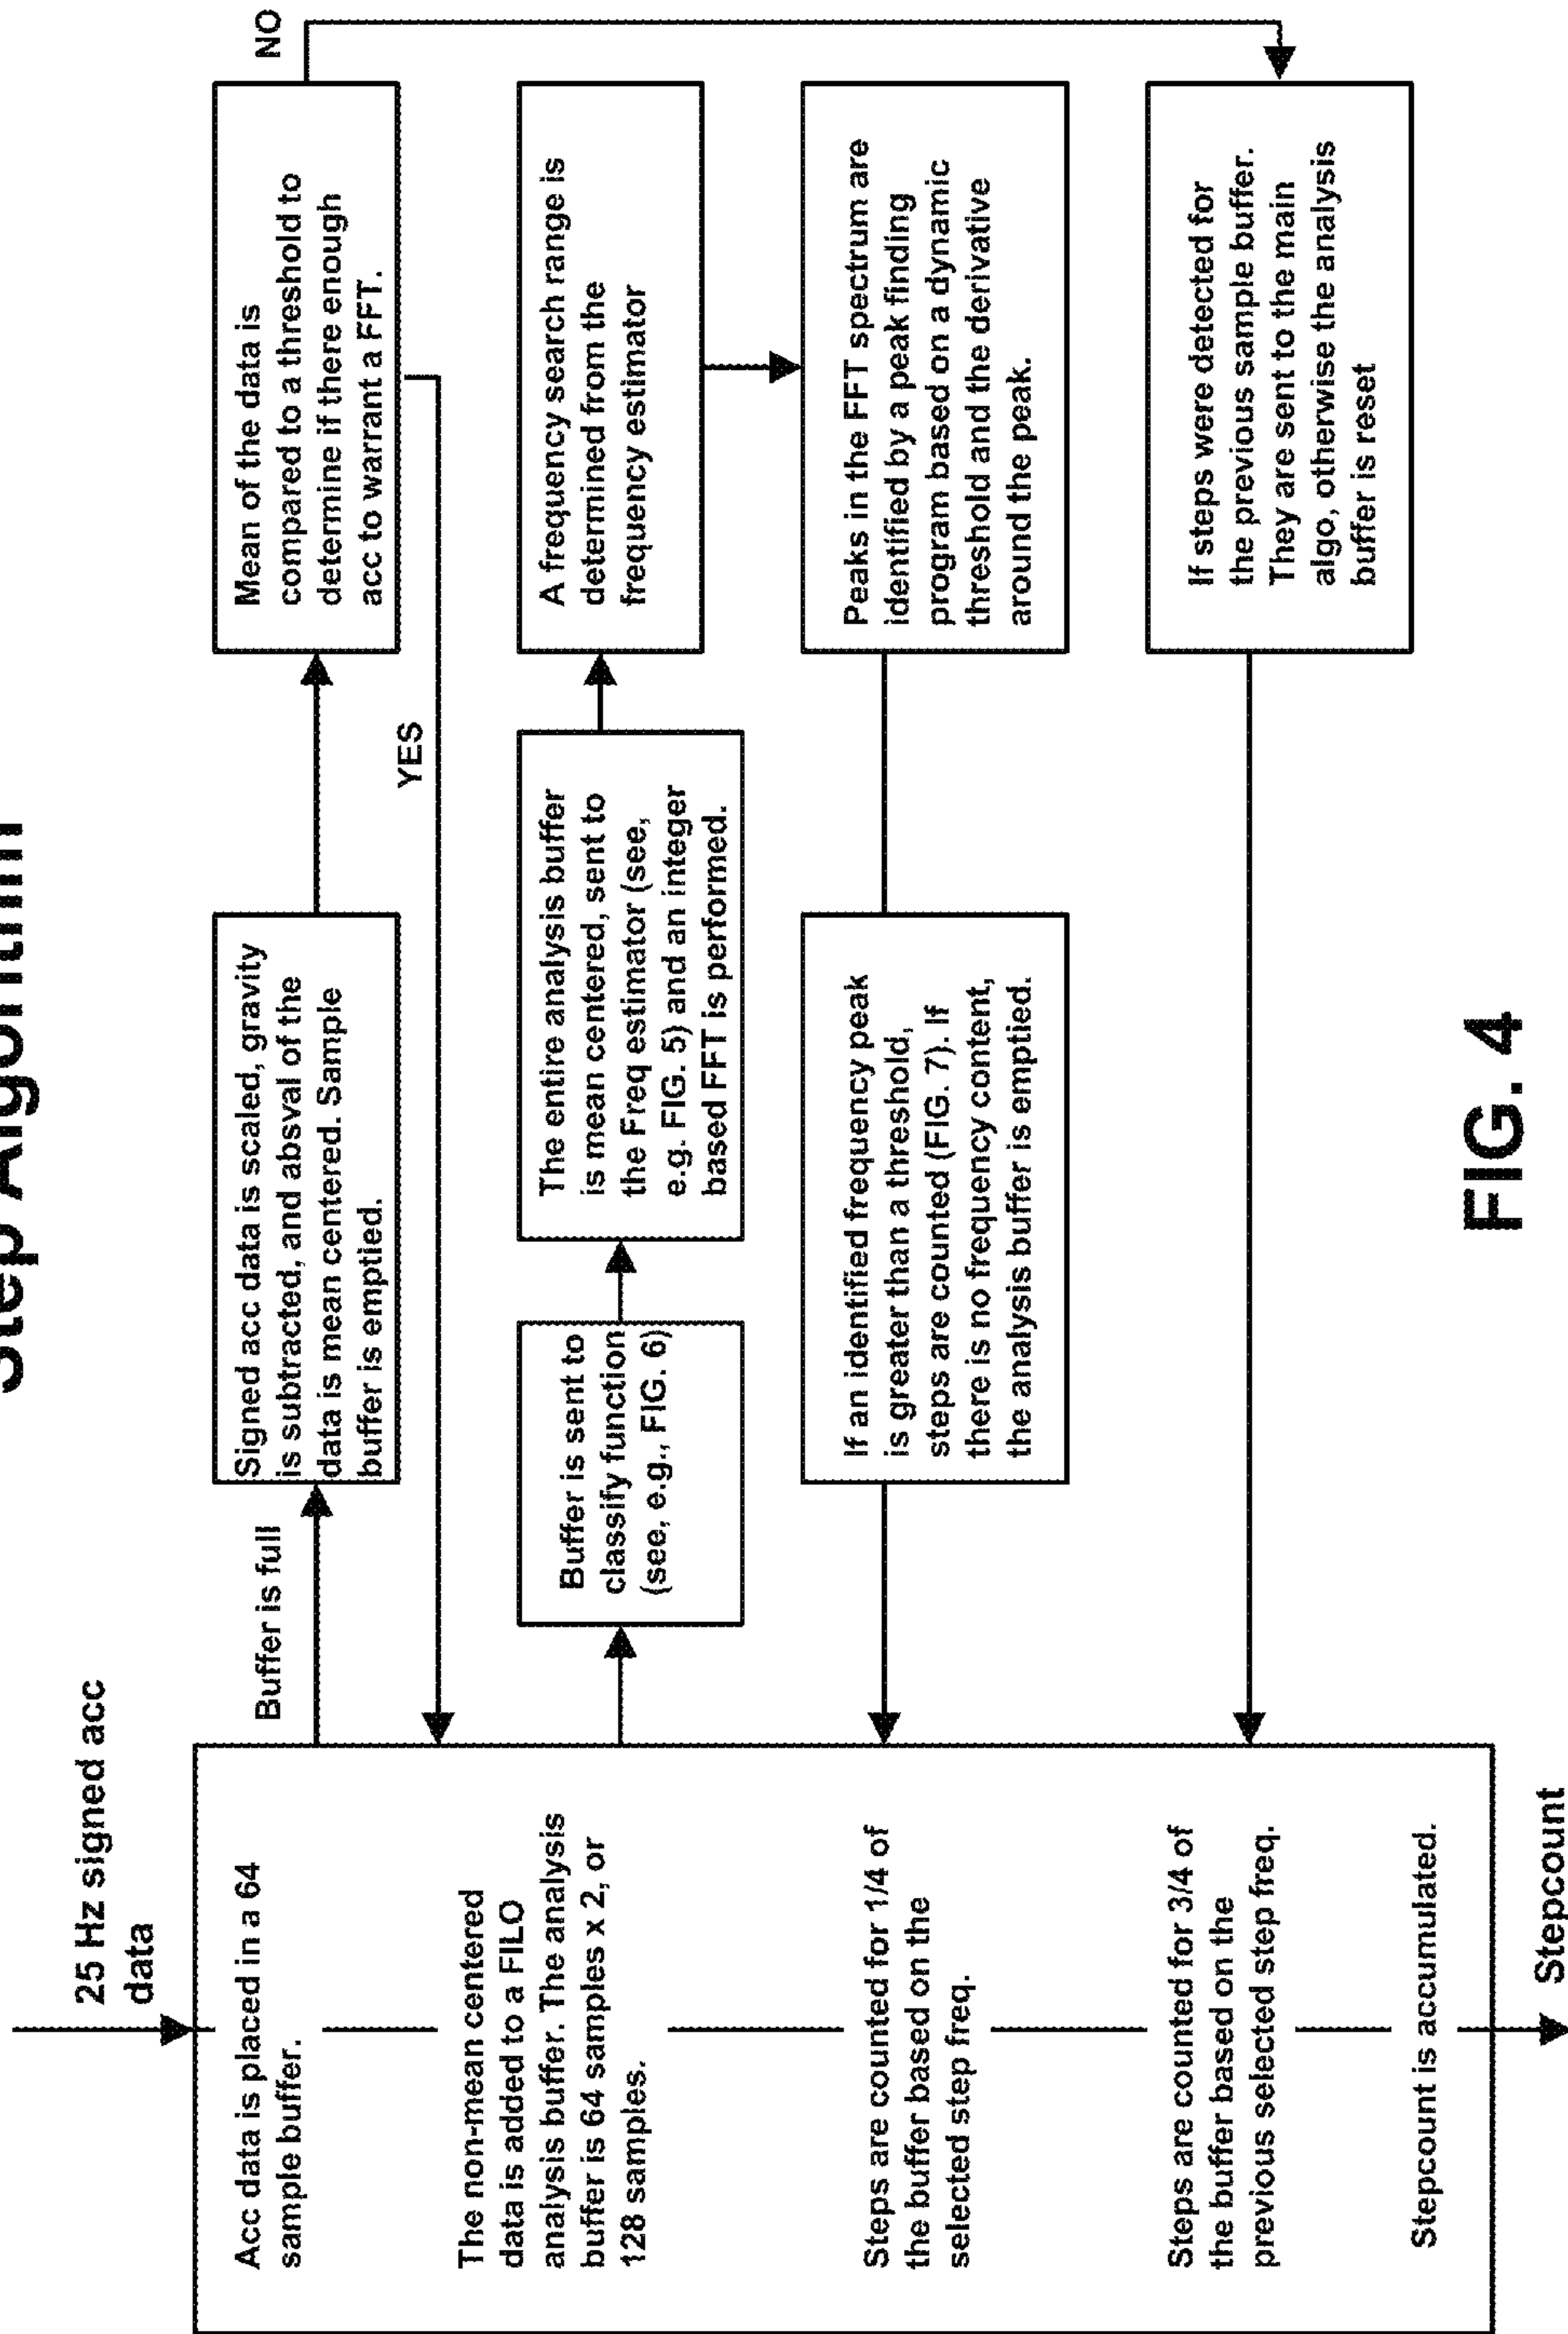 Step Algorithm
25 Hz signed acc
data
Acc data is placed in a 64
sample buffer.
The non-mean centered
data is added to a FILO
analysis buffer. The analysis
buffer is 64 samples x 2, or
128 samples.
Steps are counted for 1/4 of
the buffer based on the
selected step freq.
Steps are counted for 3/4 of
the buffer based on the
previous selected step freq.
Stepcount is accumulated.
Stepcount
Buffer is full
Signed acc data is scaled, gravity
is subtracted, and absval of the
data is mean centered. Sample
buffer is emptied.
Mean of the data is
compared to a threshold to
determine if there enough
acc to warrant a FFT.
NO
YES
Buffer is sent to
classify function
(see, e.g., FIG. 6)
The entire analysis buffer
is mean centered, sent to
the Freq estimator (see,
e.g. FIG. 5) and an integer
based FFT is performed.
A frequency search range is
determined from the
frequency estimator
Peaks in the FFT spectrum are
identified by a peak finding
program based on a dynamic
threshold and the derivative
around the peak.
If an identified frequency peak
is greater than a threshold,
steps are counted (FIG. 7). If
there is no frequency content,
the analysis buffer is emptied.
If steps were detected for
the previous sample buffer.
They are sent to the main
algo, otherwise the analysis
buffer is reset
FIG. 4